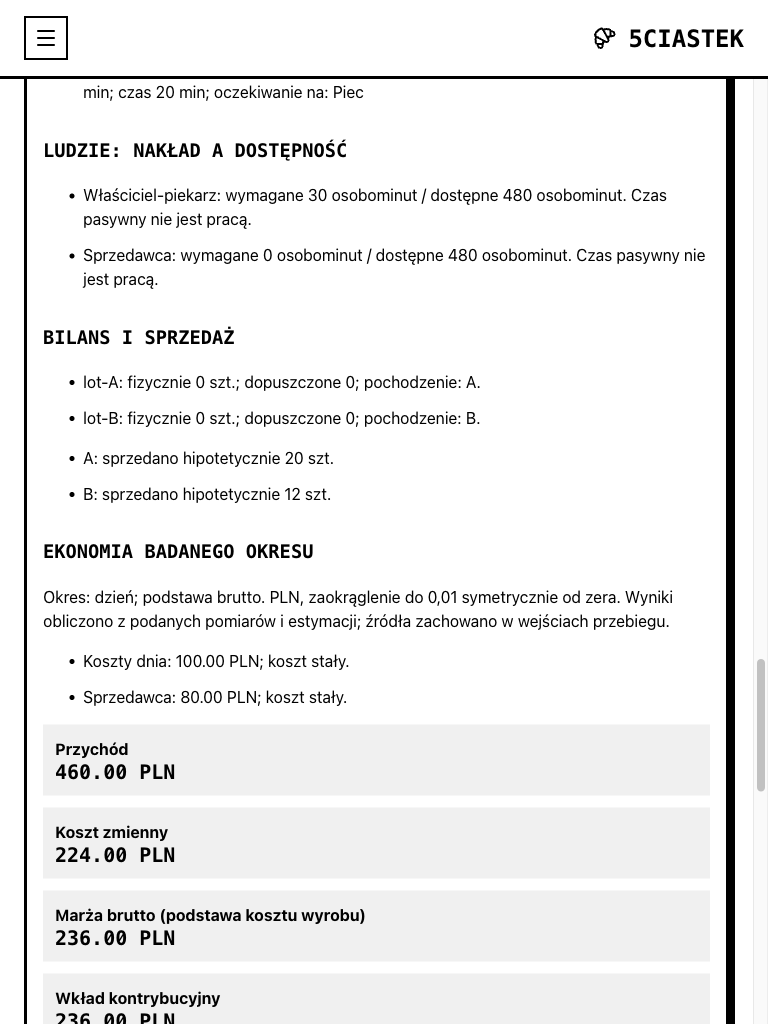 5CIASTEK
min; czas 20 min; oczekiwanie na: Piec
LUDZIE: NAKŁAD A DOSTĘPNOŚĆ
• Właściciel-piekarz: wymagane 30 osobominut / dostępne 480 osobominut. Czas
pasywny nie jest pracą.
• Sprzedawca: wymagane 0 osobominut / dostępne 480 osobominut. Czas pasywny nie
jest pracą.
BILANS I SPRZEDAŻ
• lot-A: fizycznie 0 szt.; dopuszczone 0; pochodzenie: A.
• lot-B: fizycznie 0 szt.; dopuszczone 0; pochodzenie: B.
• A: sprzedano hipotetycznie 20 szt.
• B: sprzedano hipotetycznie 12 szt.
EKONOMIA BADANEGO OKRESU
Okres: dzień; podstawa brutto. PLN, zaokrąglenie do 0,01 symetrycznie od zera. Wyniki
obliczono z podanych pomiarów i estymacji; źródła zachowano w wejściach przebiegu.
• Koszty dnia: 100.00 PLN; koszt stały.
• Sprzedawca: 80.00 PLN; koszt stały.
Przychód
460.00 PLN
Koszt zmienny
224.00 PLN
Marża brutto (podstawa kosztu wyrobu)
236.00 PLN
Wkład kontrybucyjny
236.00 PLN